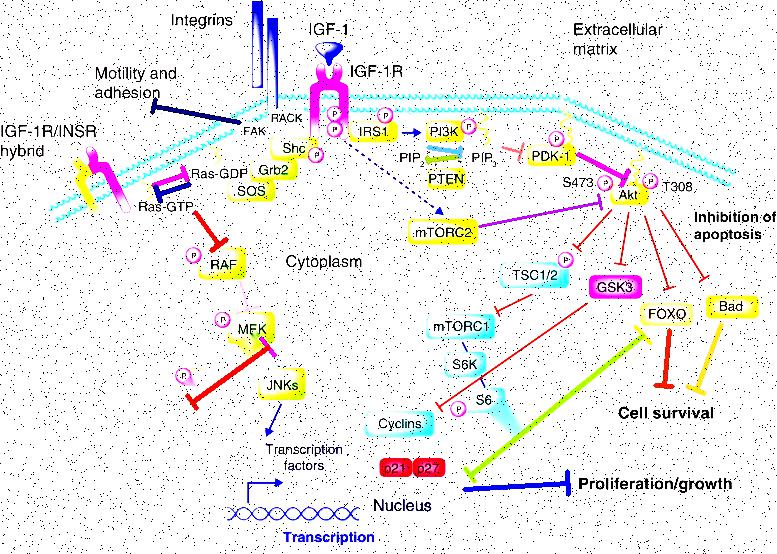 Integrins
IGF-1
Extracellular
matrix
IGF-1R
Motility and
adhesion
RACK
FAK
IGF-1R/INSR
hybrid
P
P
P
IRS1
PI3K
P
P
Shc
P
PIP2
PIP3
PDK-1
Ras-GDP
Grb2
SOS
PTEN
S473
P
P
T308
Akt
Ras-GTP
mTORC2
Inhibition of
apoptosis
P
RAF
Cytoplasm
P
TSC1/2
GSK3
FOXO
Bad
P
MEK
mTORC1
S6K
P
JNKs
P
S6
Cyclins
Cell survival
Transcription
factors
p21
p27
Nucleus
Proliferation/growth
Transcription